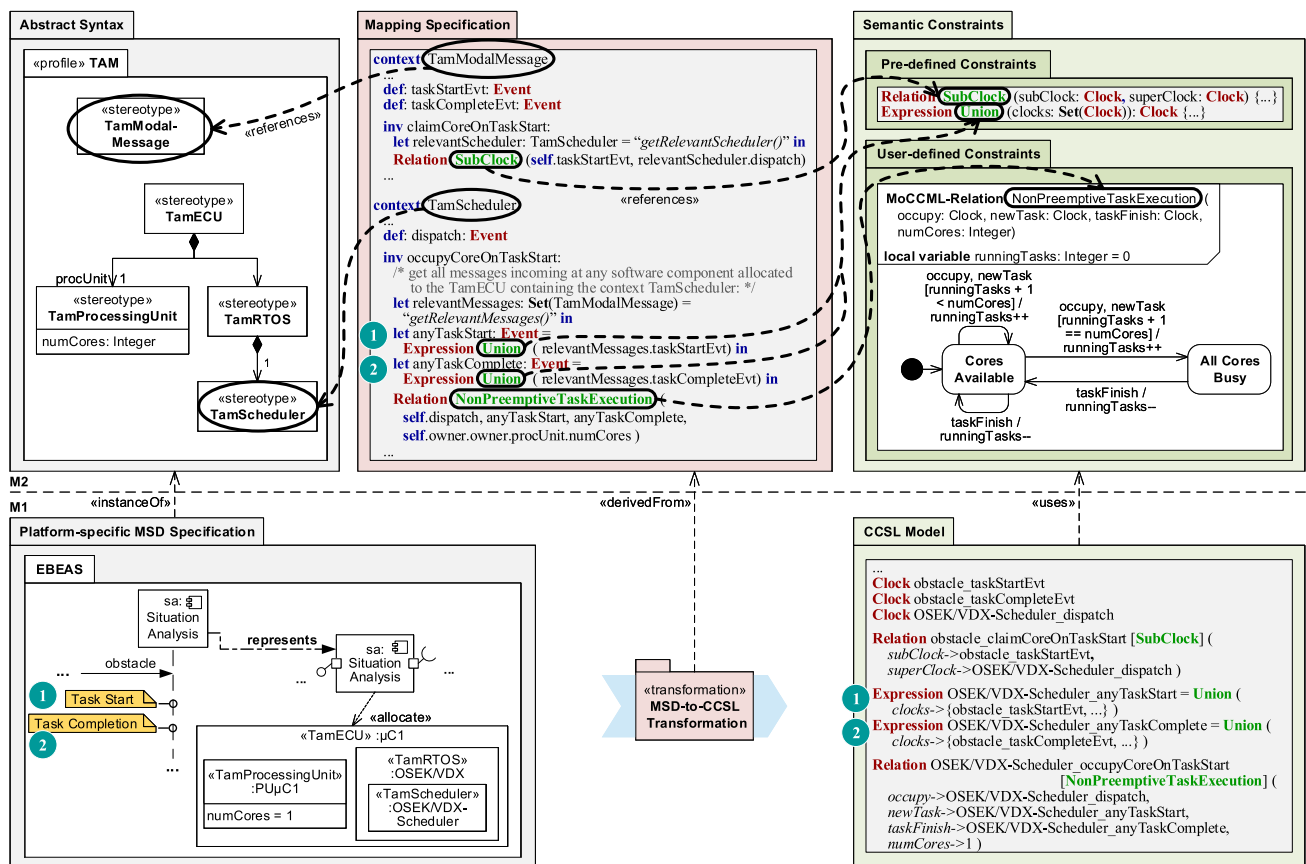 Abstract Syntax
«profile» TAM
«stereotype»
TamModal-
Message
«references»
«stereotype»
TamECU
procUnit
1
«stereotype»
TamProcessingUnit
numCores: Integer
«stereotype»
TamRTOS
1
«stereotype»
TamScheduler
Mapping Specification
context TamModalMessage
...
def: taskStartEvt: Event
def: taskCompleteEvt: Event
inv claimCoreOnTaskStart:
let relevantScheduler: TamScheduler = “getRelevantScheduler()” in
Relation SubClock (self.taskStartEvt, relevantScheduler.dispatch)
...
«references»
context TamScheduler
...
def: dispatch: Event
inv occupyCoreOnTaskStart:
/* get all messages incoming at any software component allocated
to the TamECU containing the context TamScheduler: */
let relevantMessages: Set(TamModalMessage) =
“getRelevantMessages()” in
1 let anyTaskStart: Event =
Expression Union ( relevantMessages.taskStartEvt) in
2 let anyTaskComplete: Event =
Expression Union ( relevantMessages.taskCompleteEvt) in
Relation NonPreemptiveTaskExecution (
self.dispatch, anyTaskStart, anyTaskComplete,
self.owner.owner.procUnit.numCores )
...
Semantic Constraints
Pre-defined Constraints
Relation SubClock (subClock: Clock, superClock: Clock) {...}
Expression Union (clocks: Set(Clock)): Clock {...}
User-defined Constraints
MoCCML-Relation NonPreemptiveTaskExecution (
occupy: Clock, newTask: Clock, taskFinish: Clock,
numCores: Integer)
local variable runningTasks: Integer = 0
occupy, newTask
[runningTasks + 1
< numCores] /
runningTasks++
occupy, newTask
[runningTasks + 1
== numCores] /
runningTasks++
Cores
Available
All Cores
Busy
taskFinish /
runningTasks--
taskFinish /
runningTasks--
M2
M1
«instanceOf»
«derivedFrom»
«uses»
Platform-specific MSD Specification
EBEAS
sa:
Situation
Analysis
represents
sa:
Situation
Analysis
obstacle
...
...
...
1
Task Start
Task Completion
2
...
«allocate»
«TamECU» :µC1
«TamProcessingUnit»
:PUµC1
numCores = 1
«TamRTOS»
:OSEK/VDX
«TamScheduler»
:OSEK/VDX-
Scheduler
«transformation»
MSD-to-CCSL
Transformation
CCSL Model
...
Clock obstacle_taskStartEvt
Clock obstacle_taskCompleteEvt
Clock OSEK/VDX-Scheduler_dispatch
Relation obstacle_claimCoreOnTaskStart [SubClock] (
subClock->obstacle_taskStartEvt,
superClock->OSEK/VDX-Scheduler_dispatch )
1 Expression OSEK/VDX-Scheduler_anyTaskStart = Union (
clocks->{obstacle_taskStartEvt, ...} )
2 Expression OSEK/VDX-Scheduler_anyTaskComplete = Union (
clocks->{obstacle_taskCompleteEvt, ...} )
Relation OSEK/VDX-Scheduler_occupyCoreOnTaskStart
[NonPreemptiveTaskExecution] (
occupy->OSEK/VDX-Scheduler_dispatch,
newTask->OSEK/VDX-Scheduler_anyTaskStart,
taskFinish->OSEK/VDX-Scheduler_anyTaskComplete,
numCores->1 )